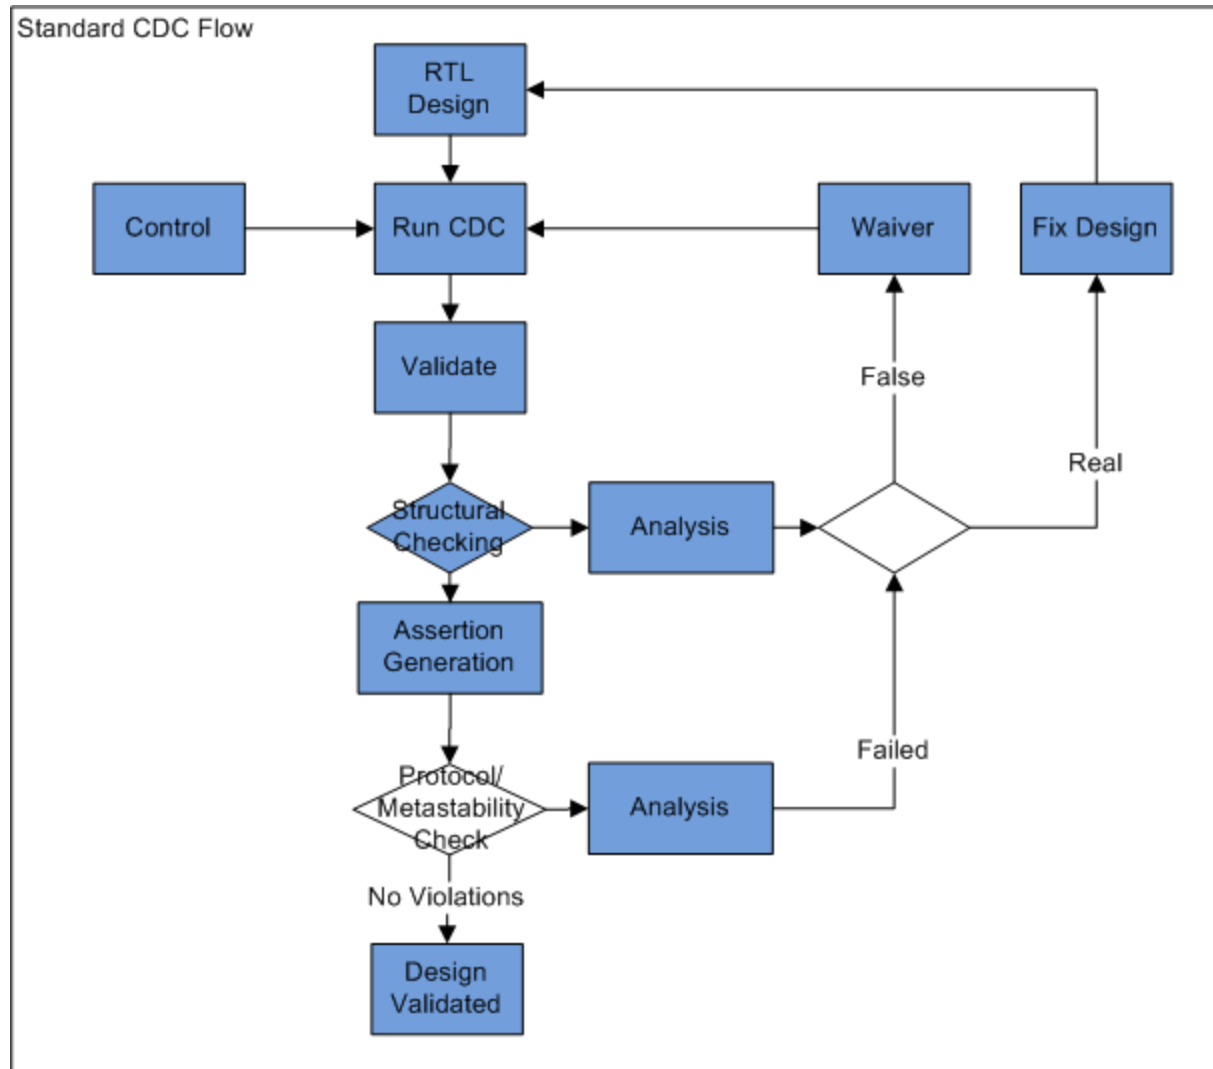 Standard CDC Flow
RTL
Design
Control
Run CDC
Waiver
Fix Design
Validate
False
Real
Structural
Checking
Analysis
Assertion
Generation
Failed
Protocol/
Metastability
Check
Analysis
No Violations
Design
Validated